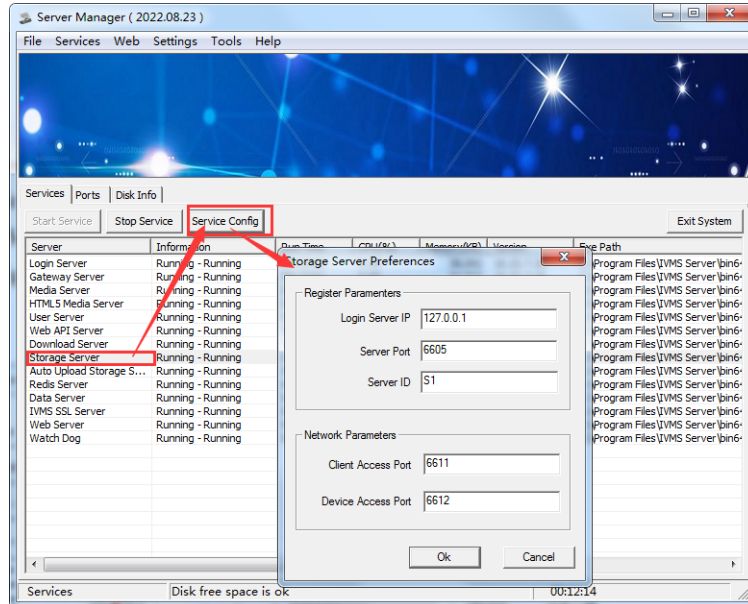 Server Manager ( 2022.08.23 )
File Services Web Settings Tools Help
Services Ports Disk Info
Start Service Stop Service Service Config Exit System
Server Information Run Time CPU(%) Memory(KB) Version Exe Path
Login Server Running - Running Program Files\IVMS Server\bin6
Gateway Server Running - Running Program Files\IVMS Server\bin6
Media Server Running - Running Program Files\IVMS Server\bin6
HTML5 Media Server Running - Running Program Files\IVMS Server\bin6
User Server Running - Running Program Files\IVMS Server\bin6
Web API Server Running - Running Program Files\IVMS Server\bin6
Download Server Running - Running Program Files\IVMS Server\bin6
Storage Server Running - Running Program Files\IVMS Server\bin6
Auto Upload Storage S... Running - Running Program Files\IVMS Server\bin6
Redis Server Running - Running Program Files\IVMS Server\bin6
Data Server Running - Running Program Files\IVMS Server\bin6
IVMS SSL Server Running - Running Program Files\IVMS Server\bin6
Web Server Running - Running Program Files\IVMS Server\bin6
Watch Dog Running - Running Program Files\IVMS Server\bin6
Storage Server Preferences
Register Paramenters
Login Server IP 127.0.0.1
Server Port 6605
Server ID S1
Network Parameters
Client Access Port 6611
Device Access Port 6612
Ok Cancel
Services Disk free space is ok 00:12:14